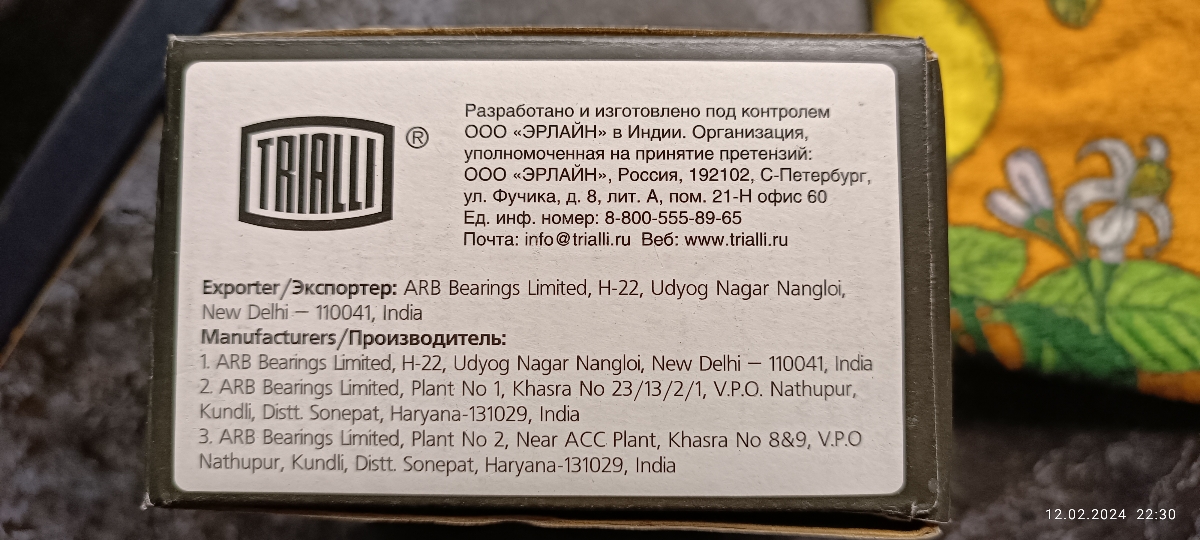 TRIALLI ®
Разработано и изготовлено под контролем
ООО «ЭРЛАЙН» в Индии. Организация,
уполномоченная на принятие претензий:
ООО «ЭРЛАЙН», Россия, 192102, С-Петербург,
ул. Фучика, д. 8, лит. А, пом. 21-Н офис 60
Ед. инф. номер: 8-800-555-89-65
Почта: info@trialli.ru Веб: www.trialli.ru
Exporter/Экспортер: ARB Bearings Limited, H-22, Udyog Nagar Nangloi,
New Delhi – 110041, India
Manufacturers/Производитель:
1. ARB Bearings Limited, H-22, Udyog Nagar Nangloi, New Delhi – 110041, India
2. ARB Bearings Limited, Plant No 1, Khasra No 23/13/2/1, V.P.O. Nathupur,
Kundli, Distt. Sonepat, Haryana-131029, India
3. ARB Bearings Limited, Plant No 2, Near ACC Plant, Khasra No 8&9, V.P.O
Nathupur, Kundli, Distt. Sonepat, Haryana-131029, India
12.02.2024 22:30